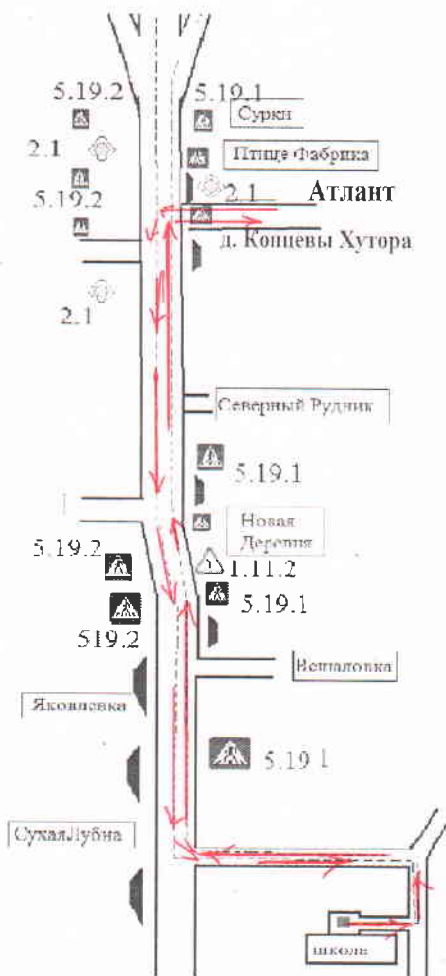 5.19.2
5.19.1
Сурки
2.1
Птице Фабрика
5.19.2
2.1
Атлант
д. Концевы Хутора
2.1
Северный Рудник
5.19.1
Новая
Деревня
5.19.2
1.11.2
5.19.1
519.2
Вешаловка
Яковлевка
5.19 1
Сухая Лубна
школа